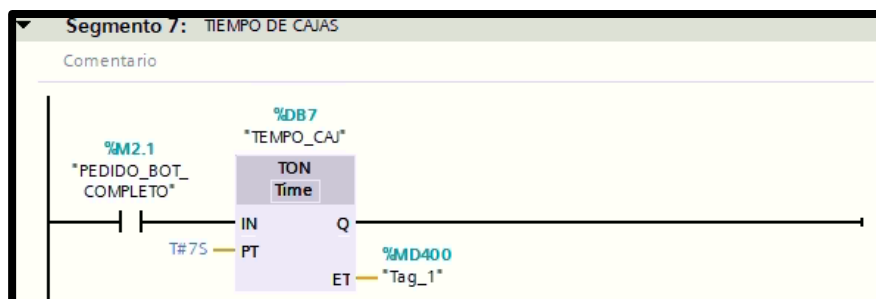 Segmento 7: TIEMPO DE CAJAS
Comentario
%DB7
"TEMPO_CAJ"
%M2.1
"PEDIDO_BOT_
COMPLETO"
TON
Time
IN Q
T#7S PT
%MD400
ET "Tag_1"